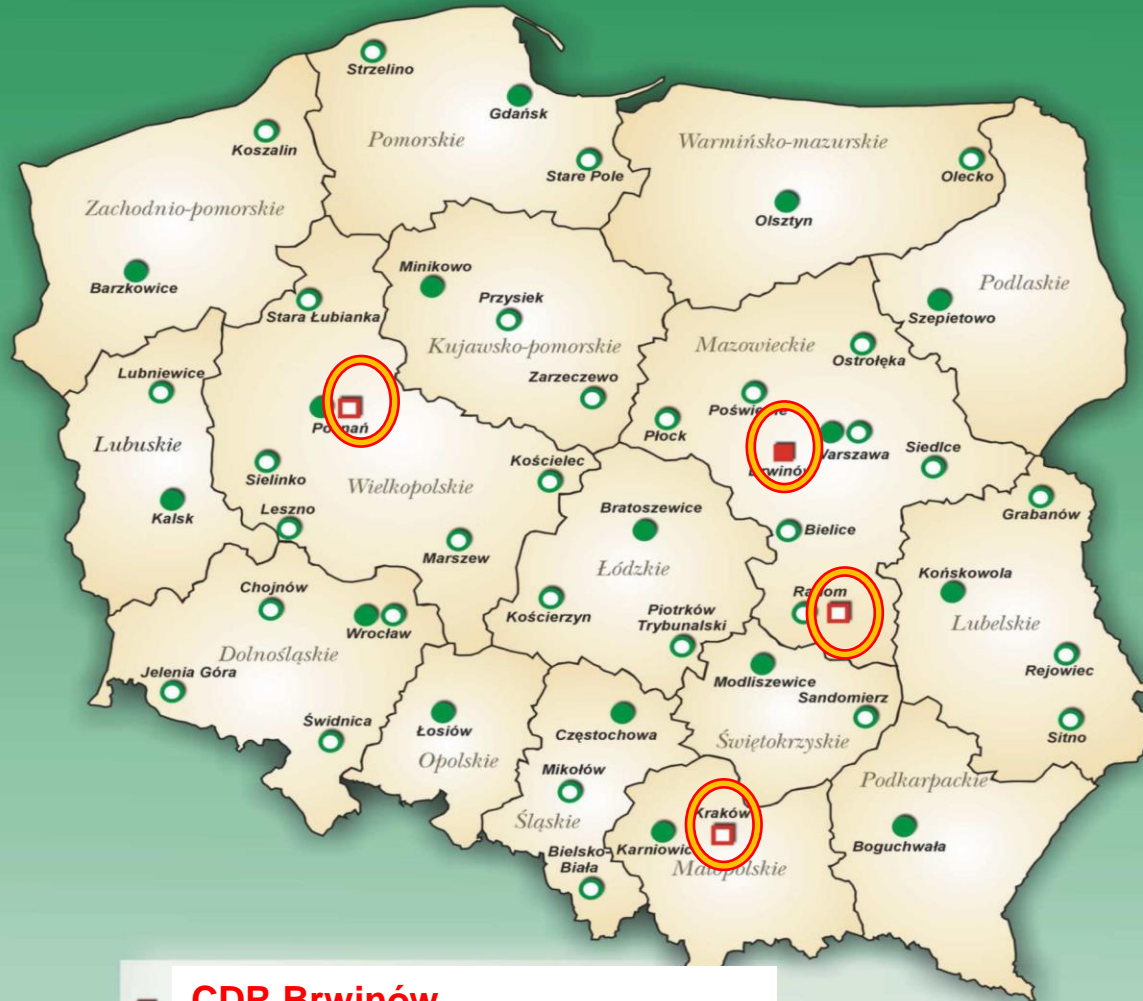 Strzelino
Gdańsk
Pomorskie
Koszalin
Stare Pole
Warmińsko-mazurskie
Olecko
Zachodnio-pomorskie
Olsztyn
Barzkowice
Minikowo
Przysiek
Stara Łubianka
Kujawsko-pomorskie
Podlaskie
Szepietowo
Mazowieckie
Ostrołęka
Lubniewice
Zarzeczewo
Poznań
Płock
Warszawa
Siedlce
Brwinów
Lubuskie
Sielinko
Kościelec
Wielkopolskie
Kalsk
Leszno
Bratoszewice
Bielice
Grabanów
Marszew
Łódzkie
Końskowola
Chojnów
Kościerzyn
Radom
Piotrków
Trybunalski
Lubelskie
Wrocław
Dolnośląskie
Jelenia Góra
Modliszewice
Sandomierz
Rejowiec
Świdnica
Łosiów
Częstochowa
Świętokrzyskie
Sitno
Opolskie
Mikołów
Podkarpackie
Śląskie
Kraków
Bielsko-
Biała
Boguchwała
Małopolskie
CDR Brwinów